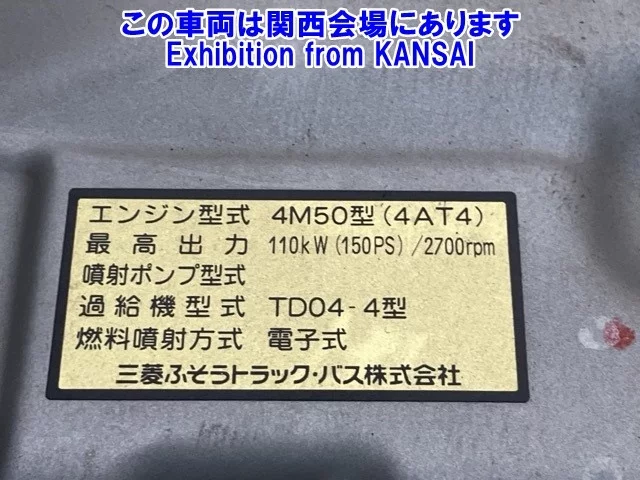 この車両は関西会場にあります
Exhibition from KANSAI
エンジン型式 4M50型(4AT4)
最高出力 110kW(150PS)/2700rpm
噴射ポンプ型式
過給機型式 TD04-4型
燃料噴射方式 電子式
三菱ふそうトラック・バス株式会社